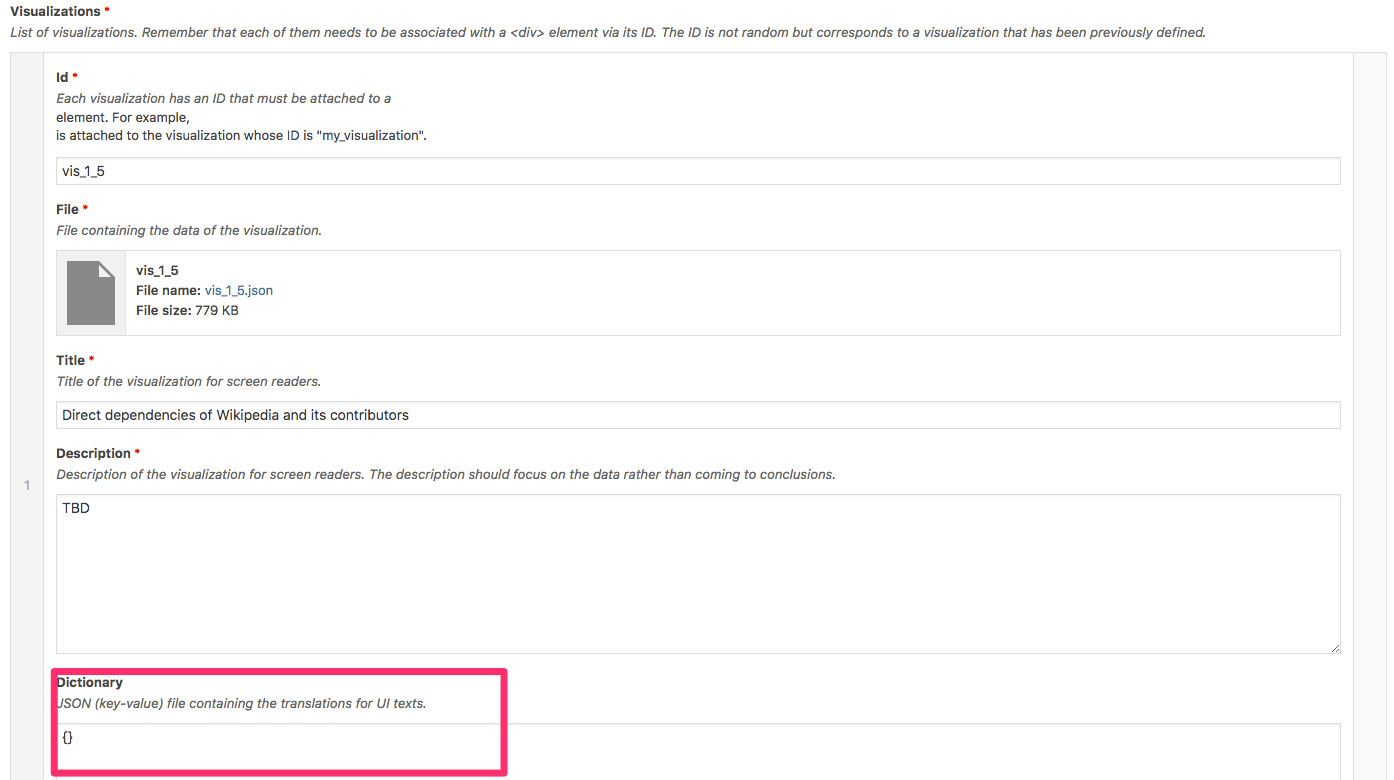 Visualizations *
List of visualizations. Remember that each of them needs to be associated with a <div> element via its ID. The ID is not random but corresponds to a visualization that has been previously defined.
Id *
Each visualization has an ID that must be attached to a
element. For example,
is attached to the visualization whose ID is "my_visualization".
vis_1_5
File *
File containing the data of the visualization.
vis_1_5
File name: vis_1_5.json
File size: 779 KB
Title *
Title of the visualization for screen readers.
Direct dependencies of Wikipedia and its contributors
Description *
Description of the visualization for screen readers. The description should focus on the data rather than coming to conclusions.
1
TBD
Dictionary
JSON (key-value) file containing the translations for UI texts.
{}